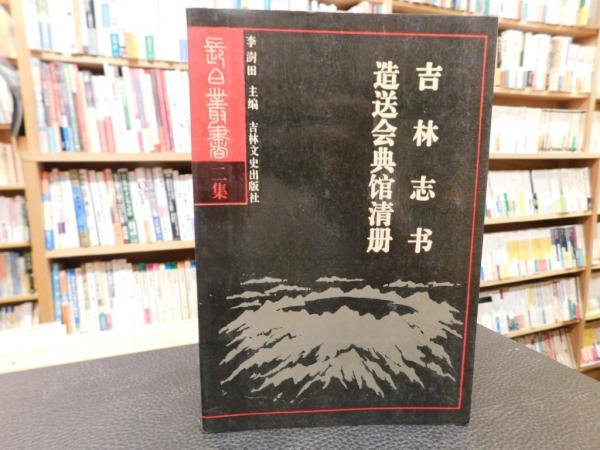 吉林志书
造送会典馆清册
李澍田 主编 吉林文史出版社
長白叢書
二集